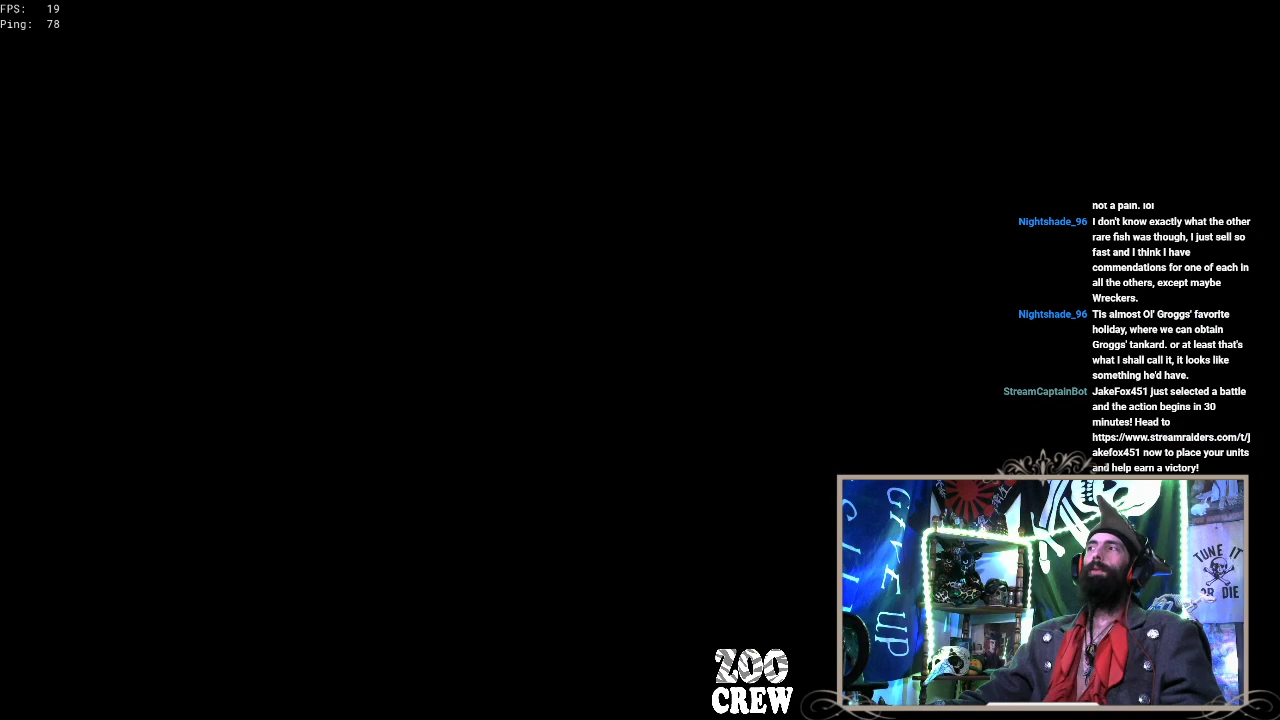 FPS: 19
Ping: 78
not a pain. lol
Nightshade_96 I don't know exactly what the other
rare fish was though, I just sell so
fast and I think I have
commendations for one of each in
all the others, except maybe
Wreckers.
Nightshade_96 Tis almost Ol' Groggs' favorite
holiday, where we can obtain
Groggs' tankard. or at least that's
what I shall call it, it looks like
something he'd have.
StreamCaptainBot JakeFox451 just selected a battle
and the action begins in 30
minutes! Head to
https://www.streamraiders.com/t/j
akefox451 now to place your units
and help earn a victory!
GIVE UP
TUNE IT
OR DIE
ZOO
CREW